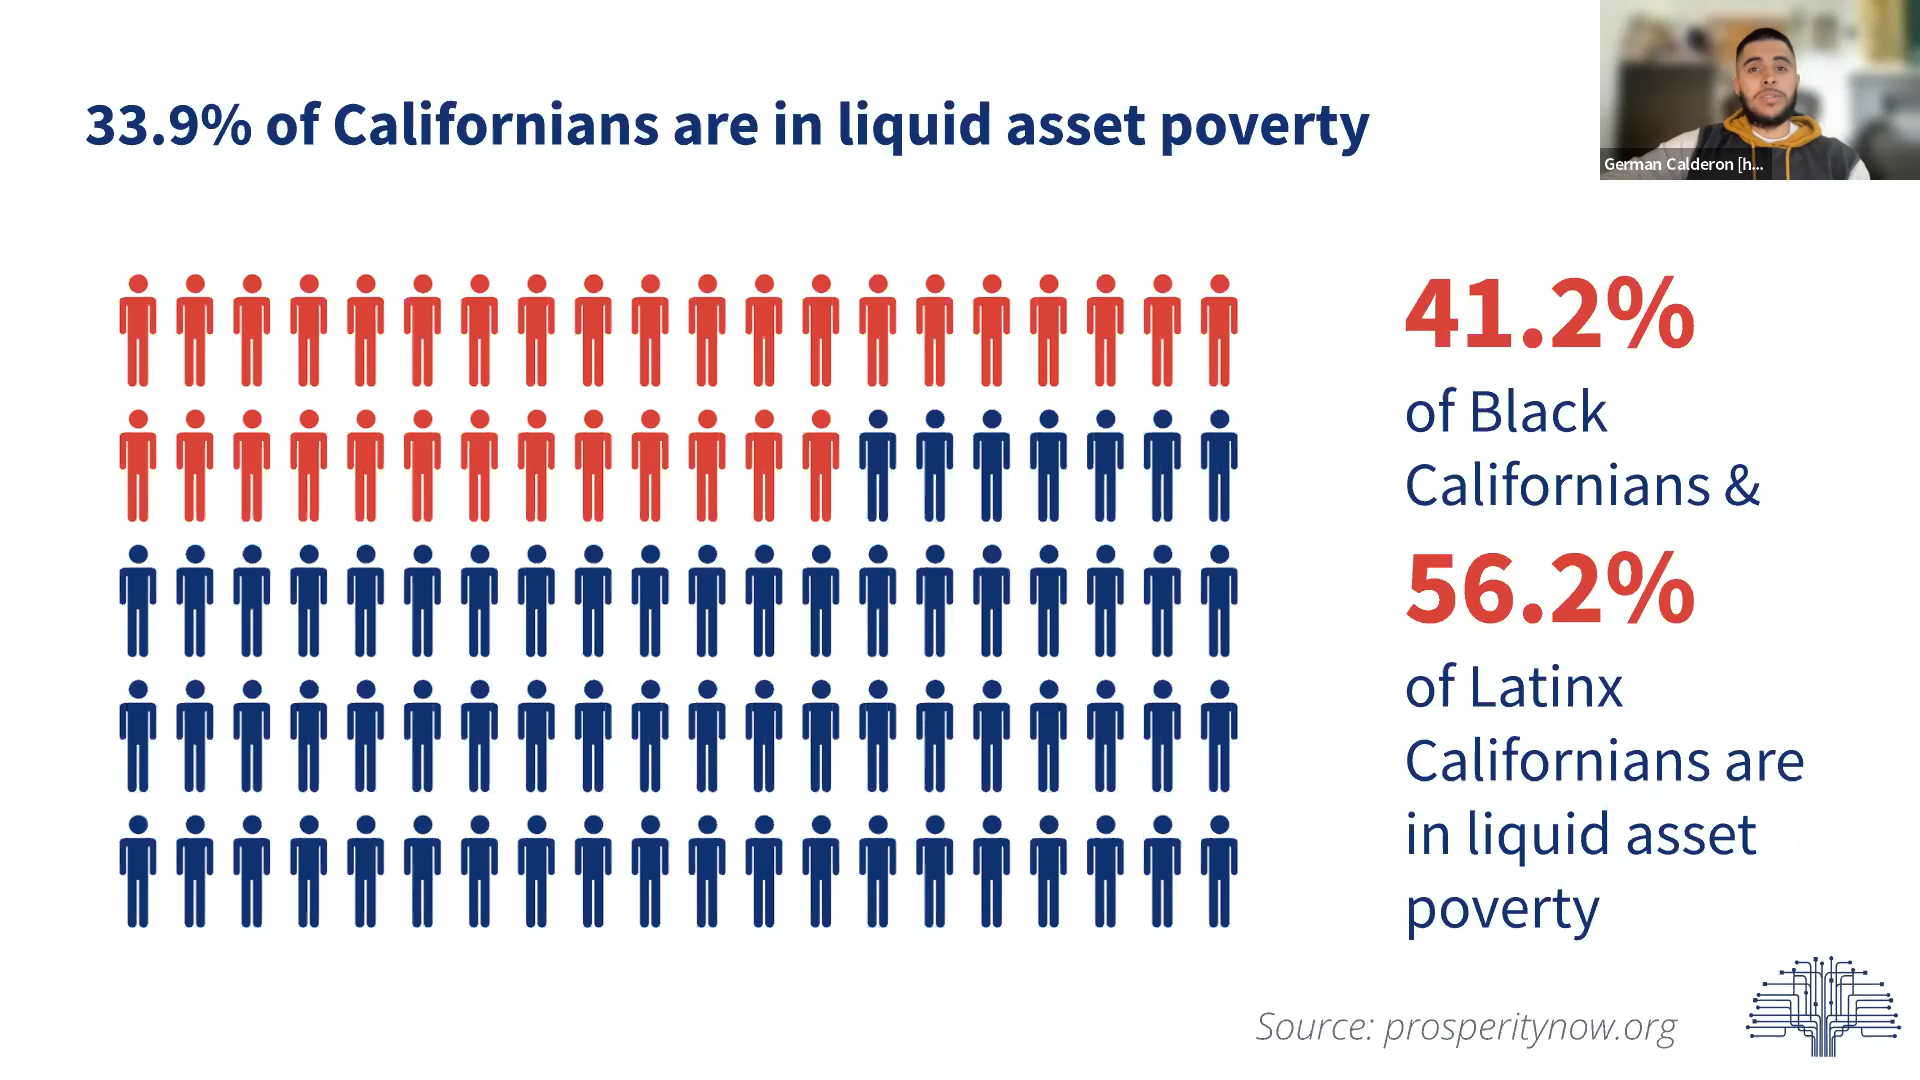 33.9% of Californians are in liquid asset poverty
German Calderon [h...
41.2%
of Black
Californians &
56.2%
of Latinx
Californians are
in liquid asset
poverty
Source: prosperitynow.org